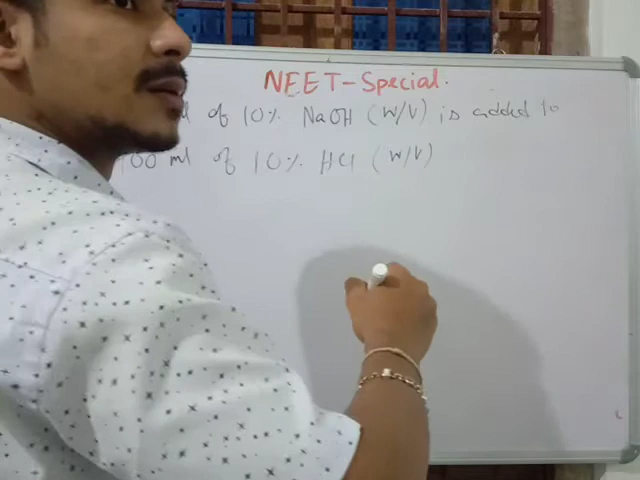 NEET-Special.
of 10% NaOH (W/V) is added to
100 ml of 10% HCl (W/V)